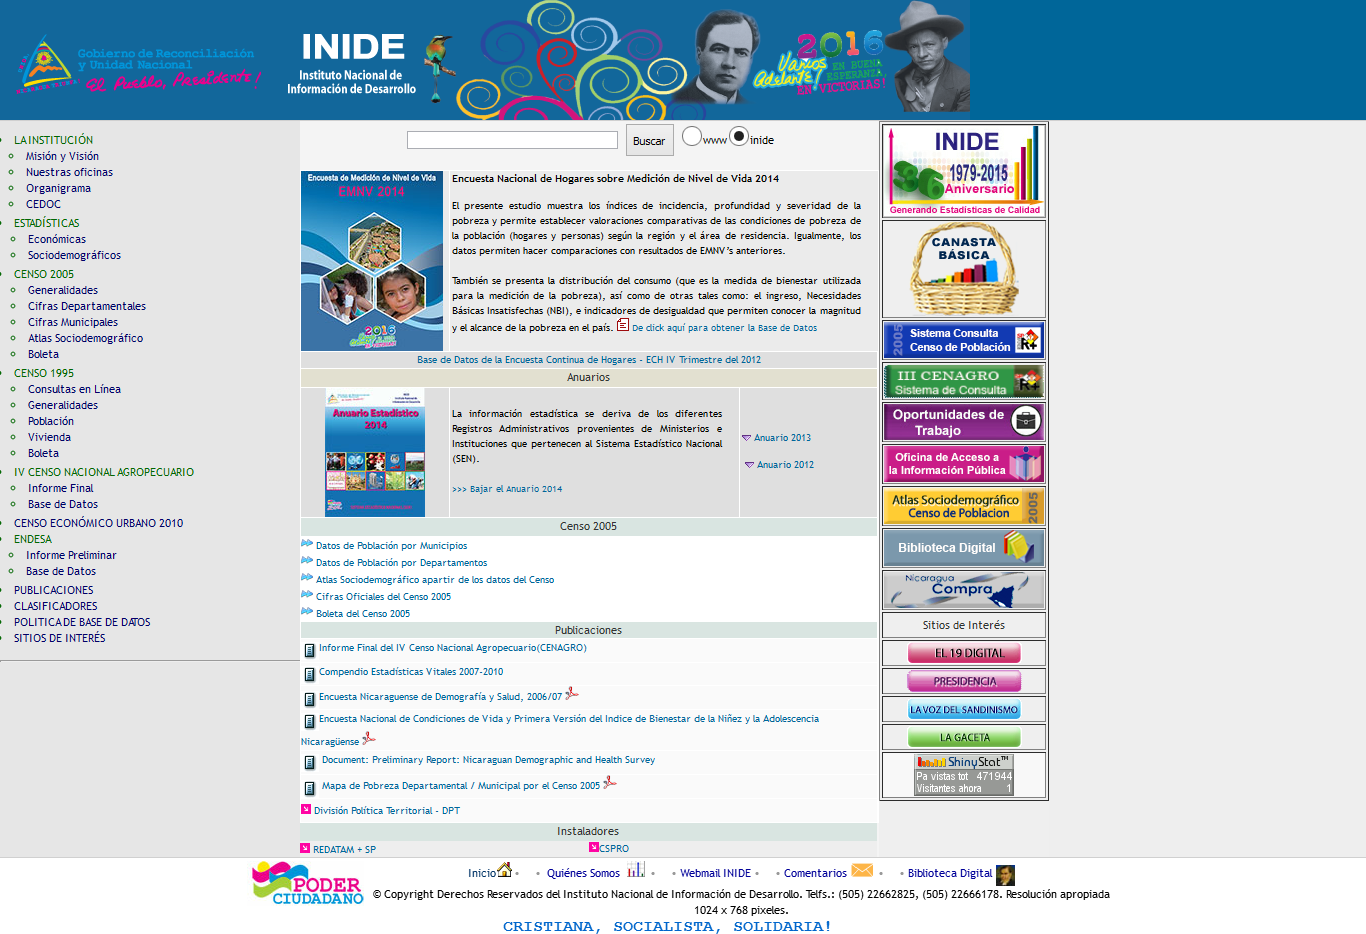 Gobierno de Reconciliación
y Unidad Nacional
El Pueblo, Presidente!
INIDE
Instituto Nacional de
Información de Desarrollo
2016
Vamos
Adelante!
EN BUENA
ESPERANZA,
EN VICTORIAS!
LA INSTITUCIÓN
Misión y Visión
Nuestras oficinas
Organigrama
CEDOC
ESTADÍSTICAS
Económicas
Sociodemográficos
CENSO 2005
Generalidades
Cifras Departamentales
Cifras Municipales
Atlas Sociodemográfico
Boleta
CENSO 1995
Consultas en Línea
Generalidades
Población
Vivienda
Boleta
IV CENSO NACIONAL AGROPECUARIO
Informe Final
Base de Datos
CENSO ECONÓMICO URBANO 2010
ENDESA
Informe Preliminar
Base de Datos
PUBLICACIONES
CLASIFICADORES
POLITICA DE BASE DE DATOS
SITIOS DE INTERÉS
Buscar
www
inide
Encuesta de Medición de Nivel de Vida
EMNV 2014
2016
Encuesta Nacional de Hogares sobre Medición de Nivel de Vida 2014
El presente estudio muestra los índices de incidencia, profundidad y severidad de la
pobreza y permite establecer valoraciones comparativas de las condiciones de pobreza de
la población (hogares y personas) según la región y el área de residencia. Igualmente, los
datos permiten hacer comparaciones con resultados de EMNV's anteriores.
También se presenta la distribución del consumo (que es la medida de bienestar utilizada
para la medición de la pobreza), así como de otras tales como: el ingreso, Necesidades
Básicas Insatisfechas (NBI), e indicadores de desigualdad que permiten conocer la magnitud
y el alcance de la pobreza en el país. De click aquí para obtener la Base de Datos
Base de Datos de la Encuesta Continua de Hogares - ECH IV Trimestre del 2012
Anuarios
Anuario Estadístico
2014
La información estadística se deriva de los diferentes
Registros Administrativos provenientes de Ministerios e
Instituciones que pertenecen al Sistema Estadístico Nacional
(SEN).
>>> Bajar el Anuario 2014
Anuario 2013
Anuario 2012
Censo 2005
Datos de Población por Municipios
Datos de Población por Departamentos
Atlas Sociodemográfico apartir de los datos del Censo
Cifras Oficiales del Censo 2005
Boleta del Censo 2005
Publicaciones
Informe Final del IV Censo Nacional Agropecuario(CENAGRO)
Compendio Estadísticas Vitales 2007-2010
Encuesta Nicaraguense de Demografía y Salud, 2006/07
Encuesta Nacional de Condiciones de Vida y Primera Versión del Indice de Bienestar de la Niñez y la Adolescencia
Nicaragüense
Document: Preliminary Report: Nicaraguan Demographic and Health Survey
Mapa de Pobreza Departamental / Municipal por el Censo 2005
División Política Territorial - DPT
Instaladores
REDATAM + SP
CSPRO
INIDE
36
1979-2015
Aniversario
Generando Estadísticas de Calidad
CANASTA
BÁSICA
2005
Sistema Consulta
Censo de Población
R+
III CENAGRO
Sistema de Consulta
R+
Oportunidades de
Trabajo
Oficina de Acceso a
la Información Pública
Atlas Sociodemográfico
Censo de Poblacion
2005
Biblioteca Digital
Nicaragua
Compra
Sitios de Interés
EL 19 DIGITAL
PRESIDENCIA
LA VOZ DEL SANDINISMO
LA GACETA
ShinyStat™
Pa vistas tot 471944
Visitantes ahora 1
PODER
CIUDADANO
Inicio • • Quiénes Somos • • Webmail INIDE • • Comentarios • • Biblioteca Digital
© Copyright Derechos Reservados del Instituto Nacional de Información de Desarrollo. Telfs.: (505) 22662825, (505) 22666178. Resolución apropiada
1024 x 768 pixeles.
CRISTIANA, SOCIALISTA, SOLIDARIA!